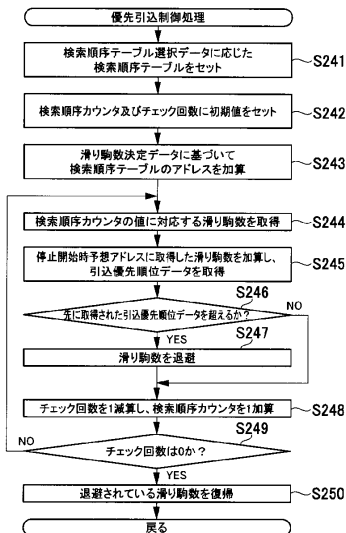 優先引込制御処理
検索順序テーブル選択データに応じた
検索順序テーブルをセット
S241
検索順序カウンタ及びチェック回数に初期値をセット
S242
滑り駒数決定データに基づいて
検索順序テーブルのアドレスを加算
S243
検索順序カウンタの値に対応する滑り駒数を取得
S244
停止開始時予想アドレスに取得した滑り駒数を加算し、
引込優先順位データを取得
S245
S246
先に取得された引込優先順位データを超えるか?
NO
YES
S247
滑り駒数を退避
チェック回数を1減算し、検索順序カウンタを1加算
S248
S249
NO
チェック回数は0か?
YES
退避されている滑り駒数を復帰
S250
戻る